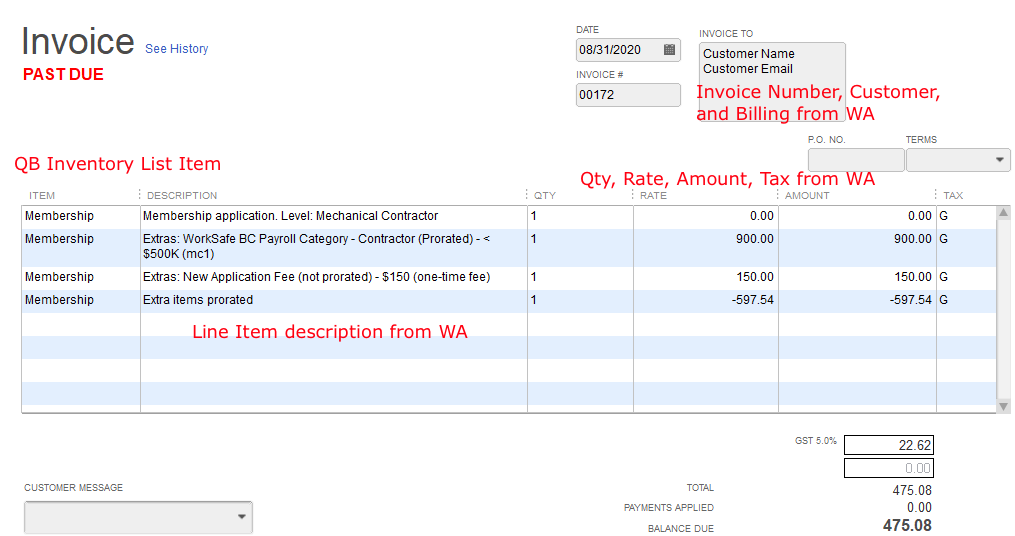 Invoice See History
PAST DUE
DATE
08/31/2020
INVOICE #
00172
INVOICE TO
Customer Name
Customer Email
Invoice Number, Customer,
and Billing from WA
P.O. NO. TERMS
QB Inventory List Item
Qty, Rate, Amount, Tax from WA
ITEM DESCRIPTION QTY RATE AMOUNT TAX
Membership Membership application. Level: Mechanical Contractor 1 0.00 0.00 G
Membership Extras: WorkSafe BC Payroll Category - Contractor (Prorated) - < 1 900.00 900.00 G
$500K (mc1)
Membership Extras: New Application Fee (not prorated) - $150 (one-time fee) 1 150.00 150.00 G
Membership Extra items prorated 1 -597.54 -597.54 G
Line Item description from WA
GST 5.0% 22.62
0.00
CUSTOMER MESSAGE
TOTAL 475.08
PAYMENTS APPLIED 0.00
BALANCE DUE 475.08